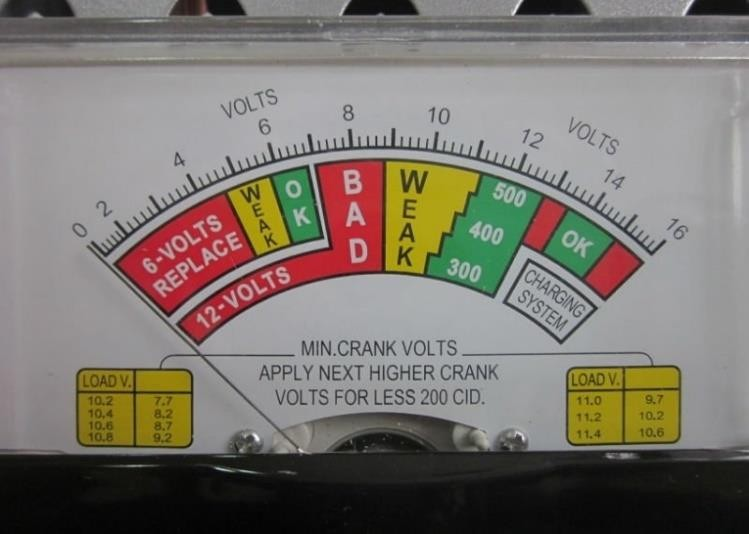 VOLTS VOLTS
0 2 4 6 8 10 12 14 16
6-VOLTS
REPLACE
WEAK
OK
BAD
WEAK
500
400
300
OK
12-VOLTS
CHARGING
SYSTEM
MIN.CRANK VOLTS
APPLY NEXT HIGHER CRANK
VOLTS FOR LESS 200 CID.
LOAD V.
10.2 7.7
10.4 8.2
10.6 8.7
10.8 9.2
LOAD V.
11.0 9.7
11.2 10.2
11.4 10.6